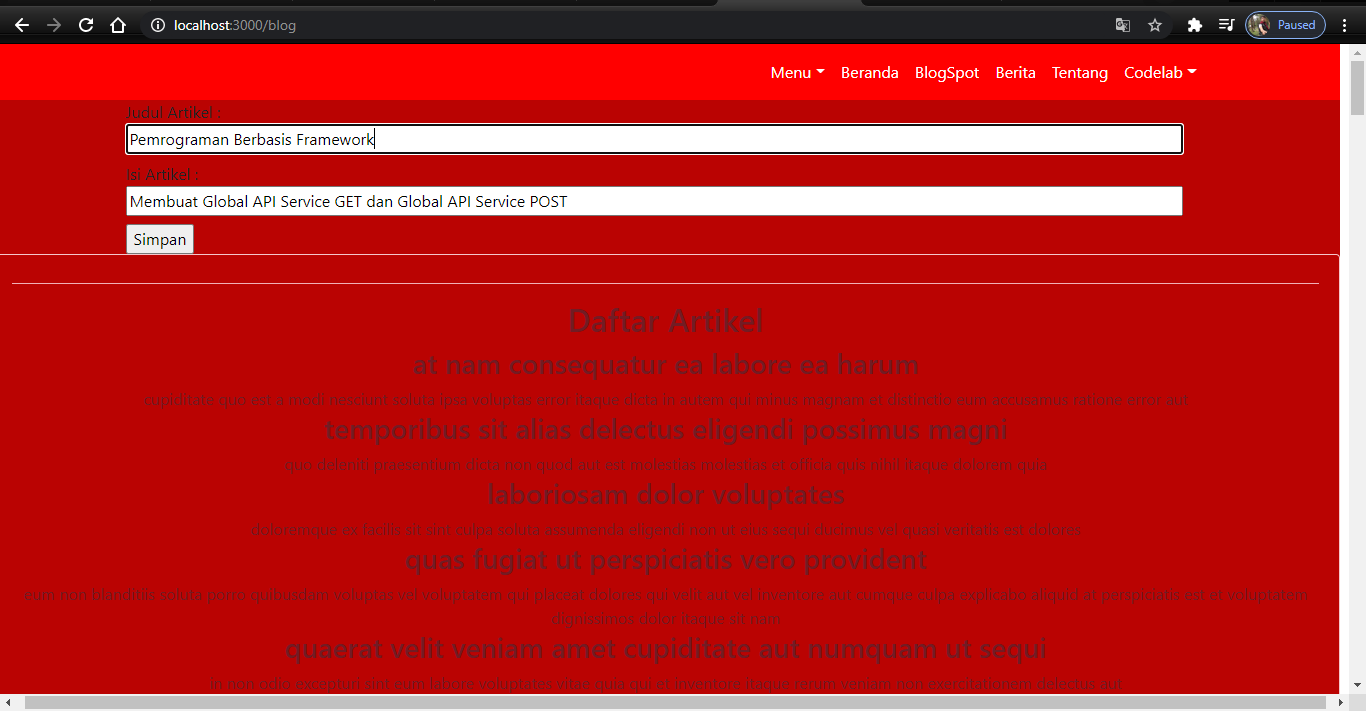 localhost:3000/blog
Paused
Menu Beranda BlogSpot Berita Tentang Codelab
Judul Artikel :
Pemrograman Berbasis Framework
Isi Artikel :
Membuat Global API Service GET dan Global API Service POST
Simpan
Daftar Artikel
at nam consequatur ea labore ea harum
cupiditate quo est a modi nesciunt soluta ipsa voluptas error itaque dicta in autem qui minus magnam et distinctio eum accusamus ratione error aut
temporibus sit alias delectus eligendi possimus magni
quo deleniti praesentium dicta non quod aut est molestias molestias et officia quis nihil itaque dolorem quia
laboriosam dolor voluptates
doloremque ex facilis sit sint culpa soluta assumenda eligendi non ut eius sequi ducimus vel quasi veritatis est dolores
quas fugiat ut perspiciatis vero provident
eum non blanditiis soluta porro quibusdam voluptas vel voluptatem qui placeat dolores qui velit aut vel inventore aut cumque culpa explicabo aliquid at perspiciatis est et voluptatem
dignissimos dolor itaque sit nam
quaerat velit veniam amet cupiditate aut numquam ut sequi
in non odio excepturi sint eum labore voluptates vitae quia qui et inventore itaque rerum veniam non exercitationem delectus aut